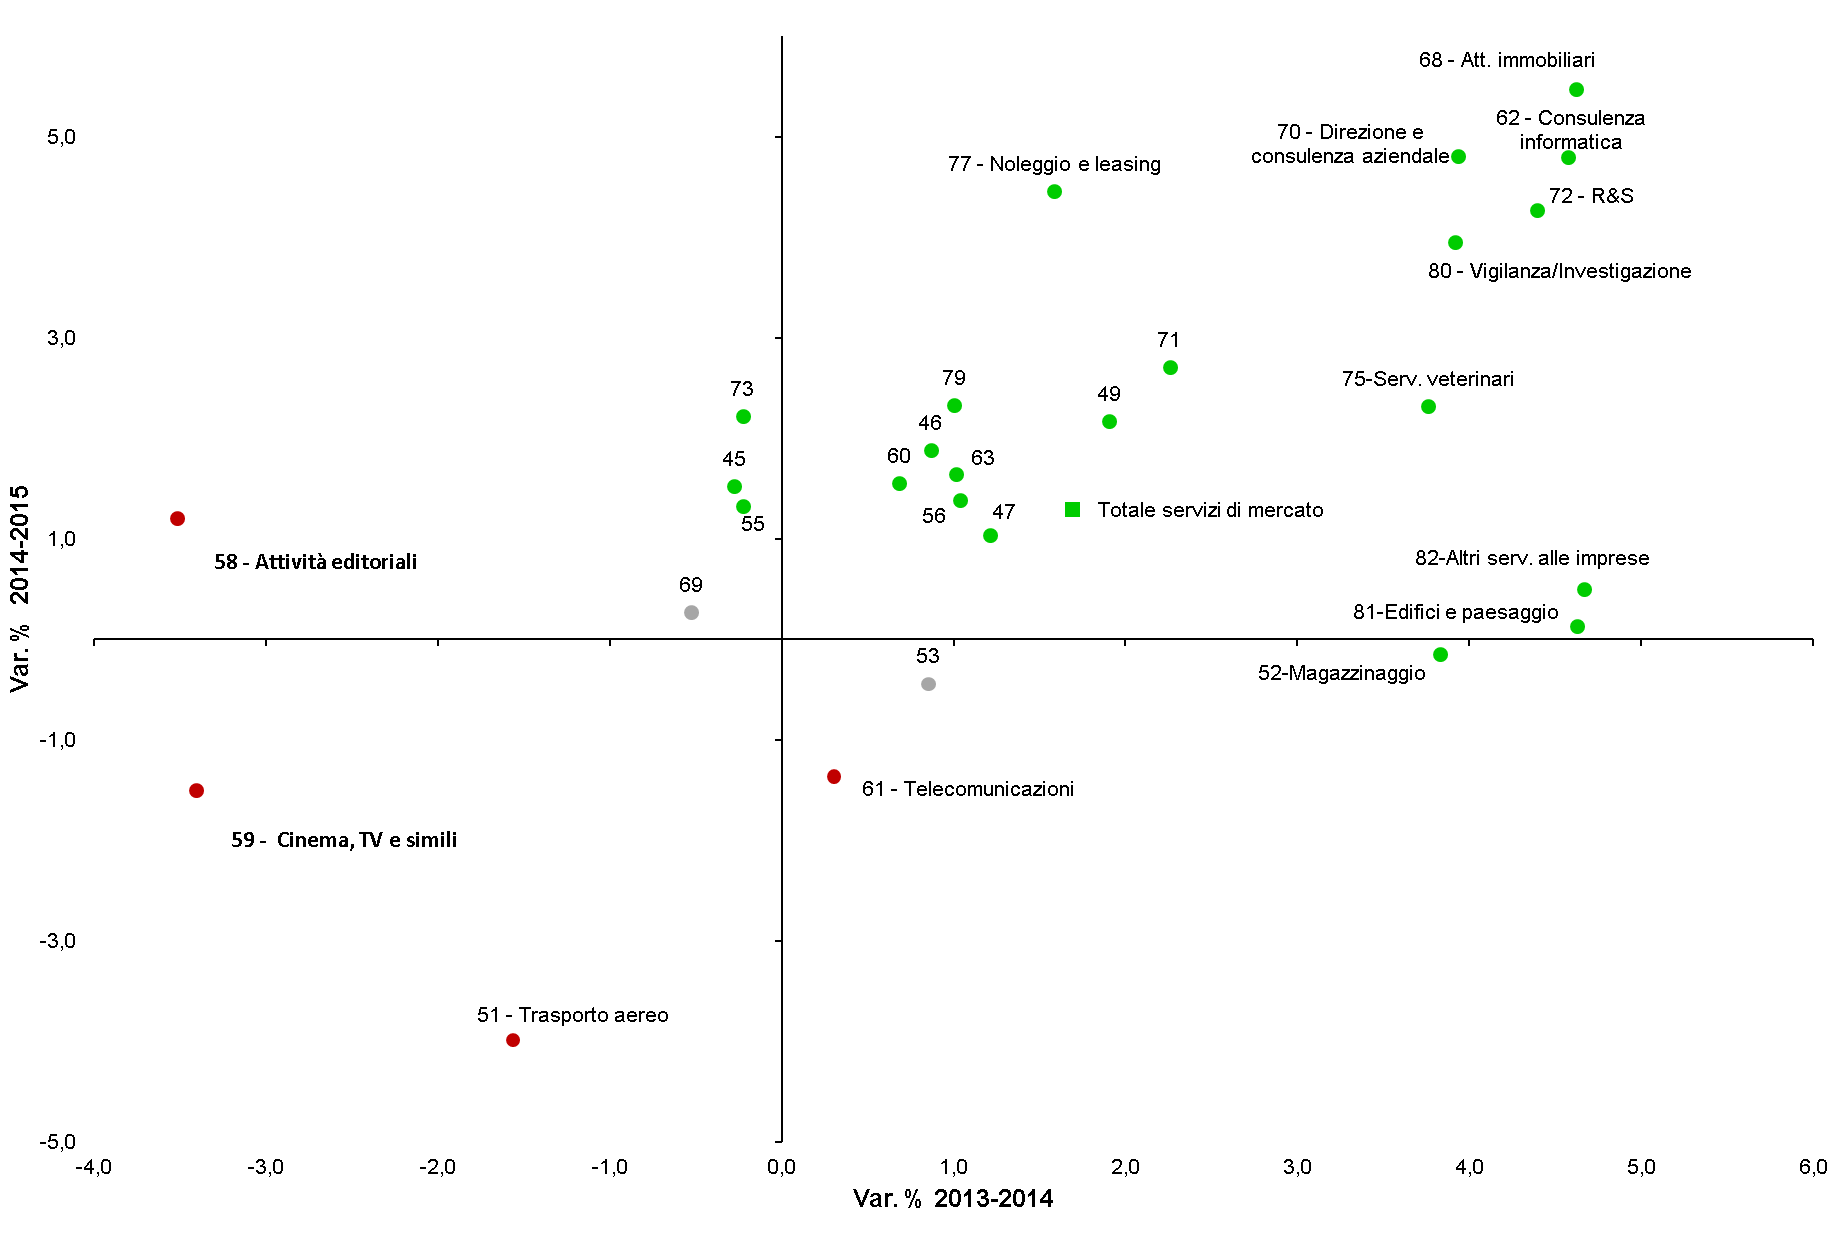 68 - Att. immobiliari
5,0
62 - Consulenza
informatica
70 - Direzione e
consulenza aziendale
77 - Noleggio e leasing
72 - R&S
80 - Vigilanza/Investigazione
3,0
71
75-Serv. veterinari
73
79
49
46
45
60
63
55
56
47
Totale servizi di mercato
1,0
58 - Attività editoriali
82-Altri serv. alle imprese
69
81-Edifici e paesaggio
53
52-Magazzinaggio
Var. % 2014-2015
-1,0
61 - Telecomunicazioni
59 - Cinema, TV e simili
-3,0
51 - Trasporto aereo
-5,0
-4,0
-3,0
-2,0
-1,0
0,0
1,0
2,0
3,0
4,0
5,0
6,0
Var. % 2013-2014